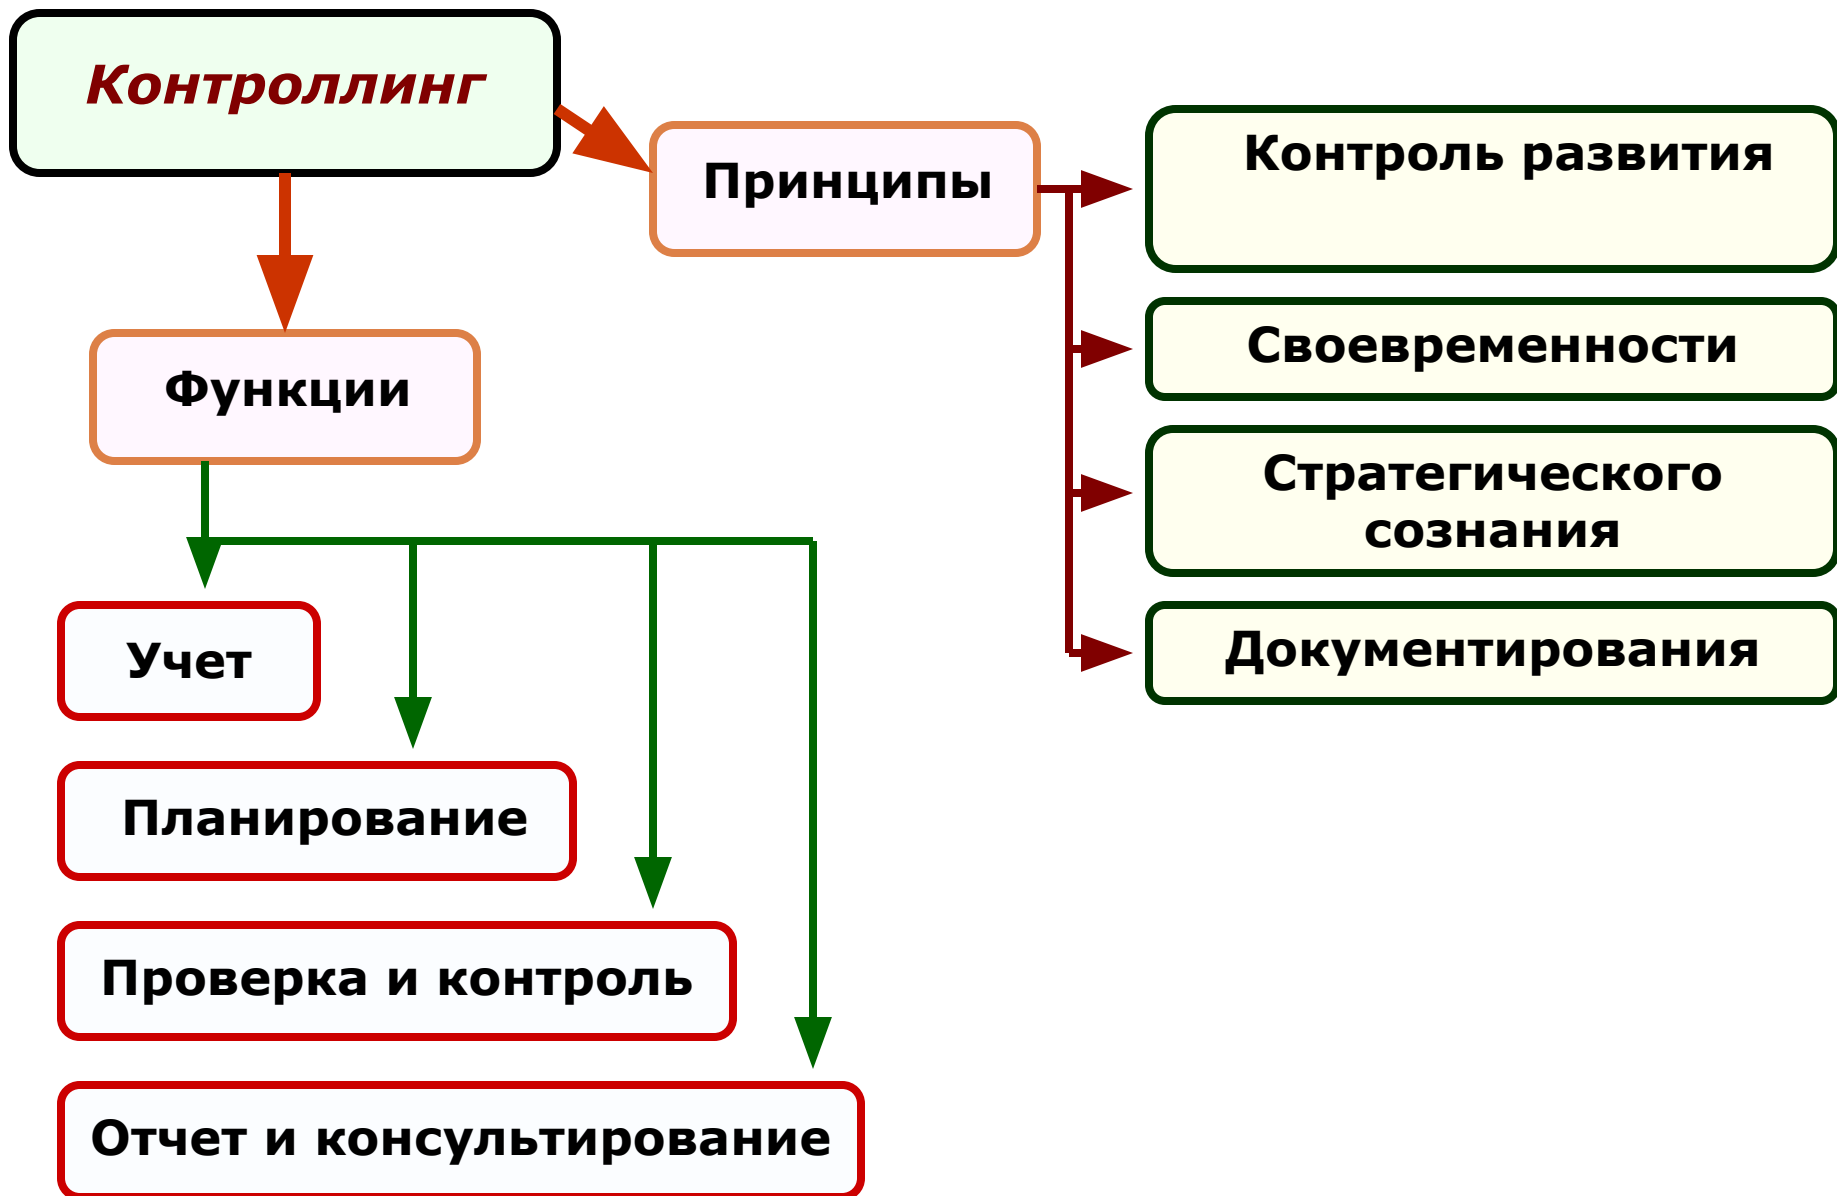 Контроллинг
Принципы
Контроль развития
Своевременности
Стратегического
сознания
Документирования
Функции
Учет
Планирование
Проверка и контроль
Отчет и консультирование